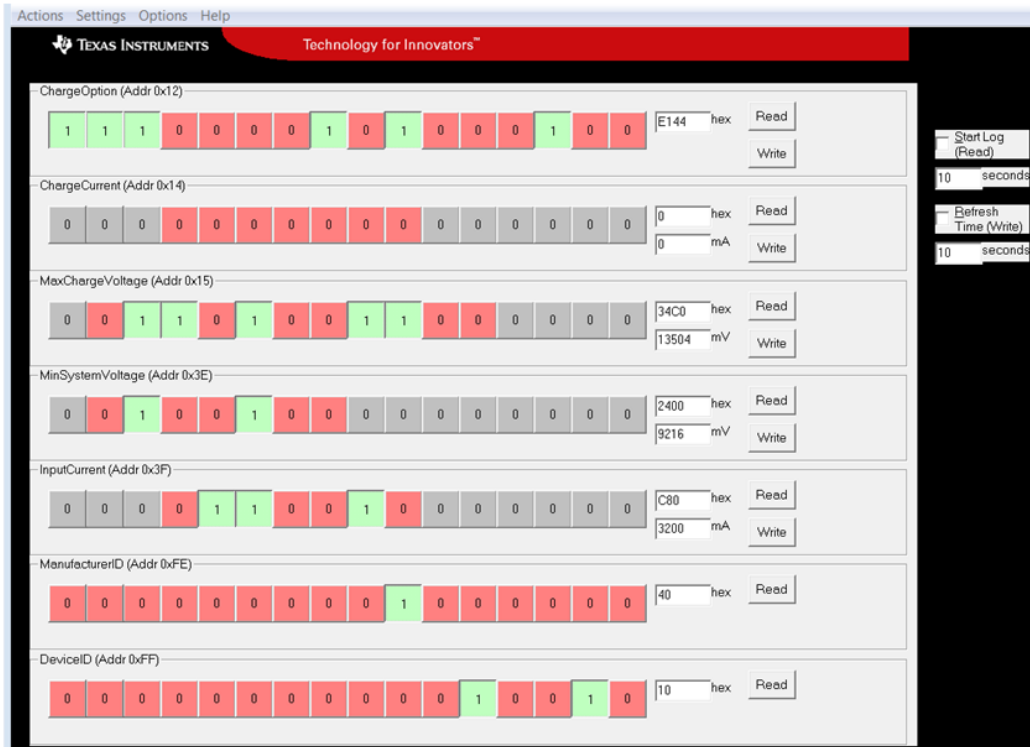 Actions Settings Options Help
TEXAS INSTRUMENTS Technology for Innovators™
ChargeOption (Addr 0x12)
1 1 1 0 0 0 0 1 0 1 0 0 0 1 0 0 E144 hex Read
Write
ChargeCurrent (Addr 0x14)
0 0 0 0 0 0 0 0 0 0 0 0 0 0 0 0 0 hex Read
0 mA Write
MaxChargeVoltage (Addr 0x15)
0 0 1 1 0 1 0 0 1 1 0 0 0 0 0 0 34C0 hex Read
13504 mV Write
MinSystemVoltage (Addr 0x3E)
0 0 1 0 0 1 0 0 0 0 0 0 0 0 0 0 2400 hex Read
9216 mV Write
InputCurrent (Addr 0x3F)
0 0 0 0 1 1 0 0 1 0 0 0 0 0 0 0 C80 hex Read
3200 mA Write
ManufacturerID (Addr 0xFE)
0 0 0 0 0 0 0 0 0 1 0 0 0 0 0 0 40 hex Read
DeviceID (Addr 0xFF)
0 0 0 0 0 0 0 0 0 0 0 1 0 0 1 0 10 hex Read
Start Log
(Read)
10 seconds
Refresh
Time (Write)
10 seconds